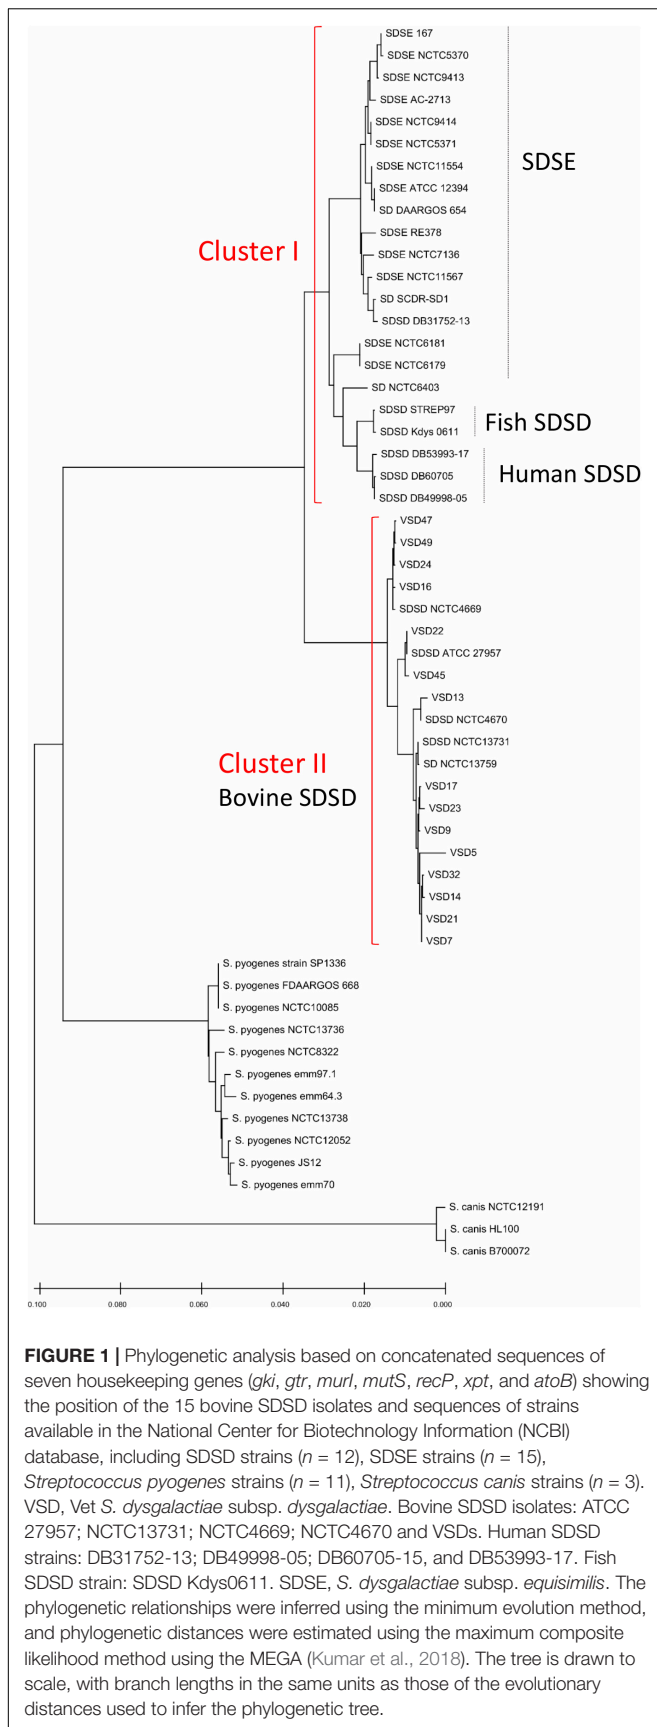 SDSE 167
SDSE NCTC5370
SDSE NCTC9413
SDSE AC-2713
SDSE NCTC9414
SDSE NCTC5371
SDSE NCTC11554
SDSE
SDSE ATCC 12394
SD DAARGOS 654
SDSE RE378
Cluster I
SDSE NCTC7136
SDSE NCTC11567
SD SCDR-SD1
SDSD DB31752-13
SDSE NCTC6181
SDSE NCTC6179
SD NCTC6403
SDSD STREP97
Fish SDSD
SDSD Kdys 0611
SDSD DB53993-17
Human SDSD
SDSD DB60705
SDSD DB49998-05
VSD47
VSD49
VSD24
VSD16
SDSD NCTC4669
VSD22
SDSD ATCC 27957
VSD45
VSD13
SDSD NCTC4670
SDSD NCTC13731
Cluster II
SD NCTC13759
VSD17
Bovine SDSD
VSD23
VSD9
VSD5
VSD32
VSD14
VSD21
VSD7
S. pyogenes strain SP1336
S. pyogenes FDAARGOS 668
S. pyogenes NCTC10085
S. pyogenes NCTC13736
S. pyogenes NCTC8322
S. pyogenes emm97.1
S. pyogenes emm64.3
S. pyogenes NCTC13738
S. pyogenes NCTC12052
S. pyogenes JS12
S. pyogenes emm70
S. canis NCTC12191
S. canis HL100
S. canis B700072
0.100 0.080 0.060 0.040 0.020 0.000
FIGURE 1 | Phylogenetic analysis based on concatenated sequences of
seven housekeeping genes (gki, gtr, murI, mutS, recP, xpt, and atoB) showing
the position of the 15 bovine SDSD isolates and sequences of strains
available in the National Center for Biotechnology Information (NCBI)
database, including SDSD strains (n = 12), SDSE strains (n = 15),
Streptococcus pyogenes strains (n = 11), Streptococcus canis strains (n = 3).
VSD, Vet S. dysgalactiae subsp. dysgalactiae. Bovine SDSD isolates: ATCC
27957; NCTC13731; NCTC4669; NCTC4670 and VSDs. Human SDSD
strains: DB31752-13; DB49998-05; DB60705-15, and DB53993-17. Fish
SDSD strain: SDSD Kdys0611. SDSE, S. dysgalactiae subsp. equisimilis. The
phylogenetic relationships were inferred using the minimum evolution method,
and phylogenetic distances were estimated using the maximum composite
likelihood method using the MEGA (Kumar et al., 2018). The tree is drawn to
scale, with branch lengths in the same units as those of the evolutionary
distances used to infer the phylogenetic tree.